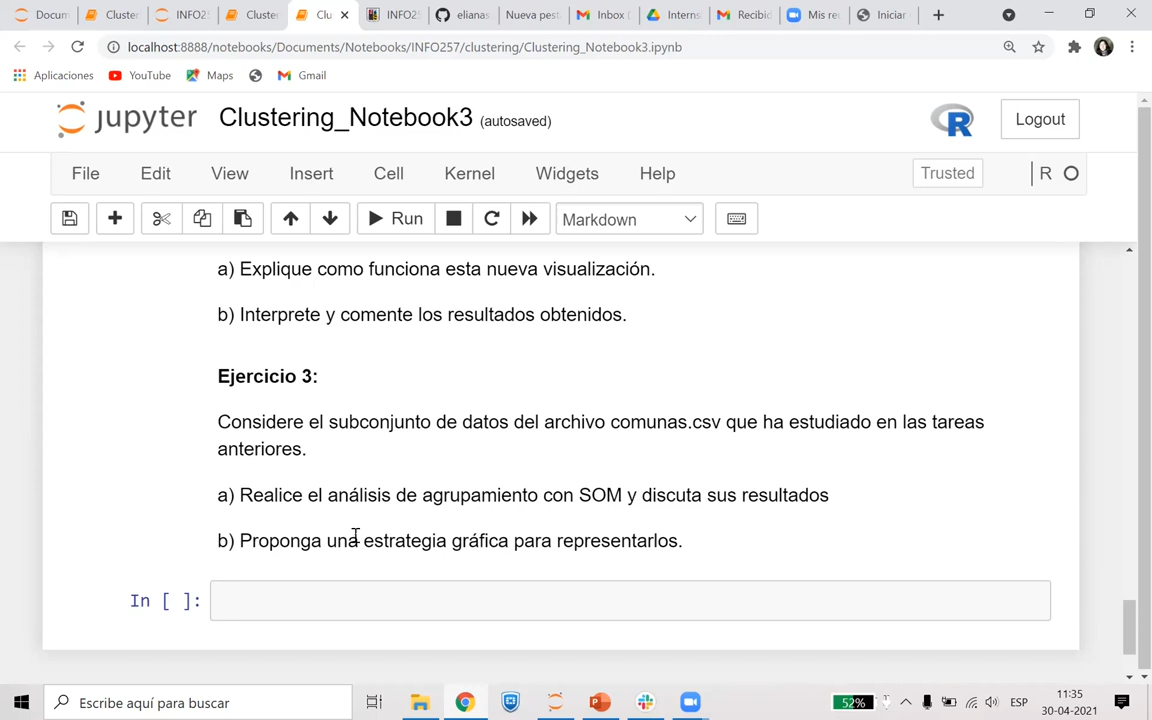 Docum
Cluster
INFO25
Cluster
Clu
INFO2
elianas
Nueva pest
Inbox (
Interns
Recibid
Mis re
Iniciar
localhost:8888/notebooks/Documents/Notebooks/INFO257/clustering/Clustering_Notebook3.ipynb
Aplicaciones
YouTube
Maps
Gmail
jupyter
Clustering_Notebook3 (autosaved)
R
Logout
File
Edit
View
Insert
Cell
Kernel
Widgets
Help
Trusted
R
Run
Markdown
a) Explique como funciona esta nueva visualización.
b) Interprete y comente los resultados obtenidos.
Ejercicio 3:
Considere el subconjunto de datos del archivo comunas.csv que ha estudiado en las tareas
anteriores.
a) Realice el análisis de agrupamiento con SOM y discuta sus resultados
b) Proponga una estrategia gráfica para representarlos.
In [ ]:
Escribe aquí para buscar
52%
ESP
11:35
30-04-2021